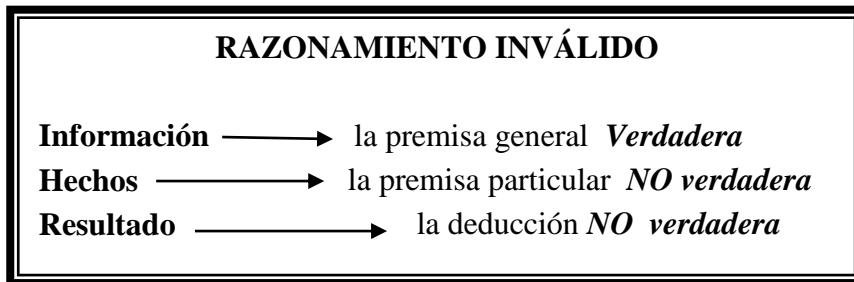 RAZONAMIENTO INVÁLIDO
Información la premisa general Verdadera
Hechos la premisa particular NO verdadera
Resultado la deducción NO verdadera